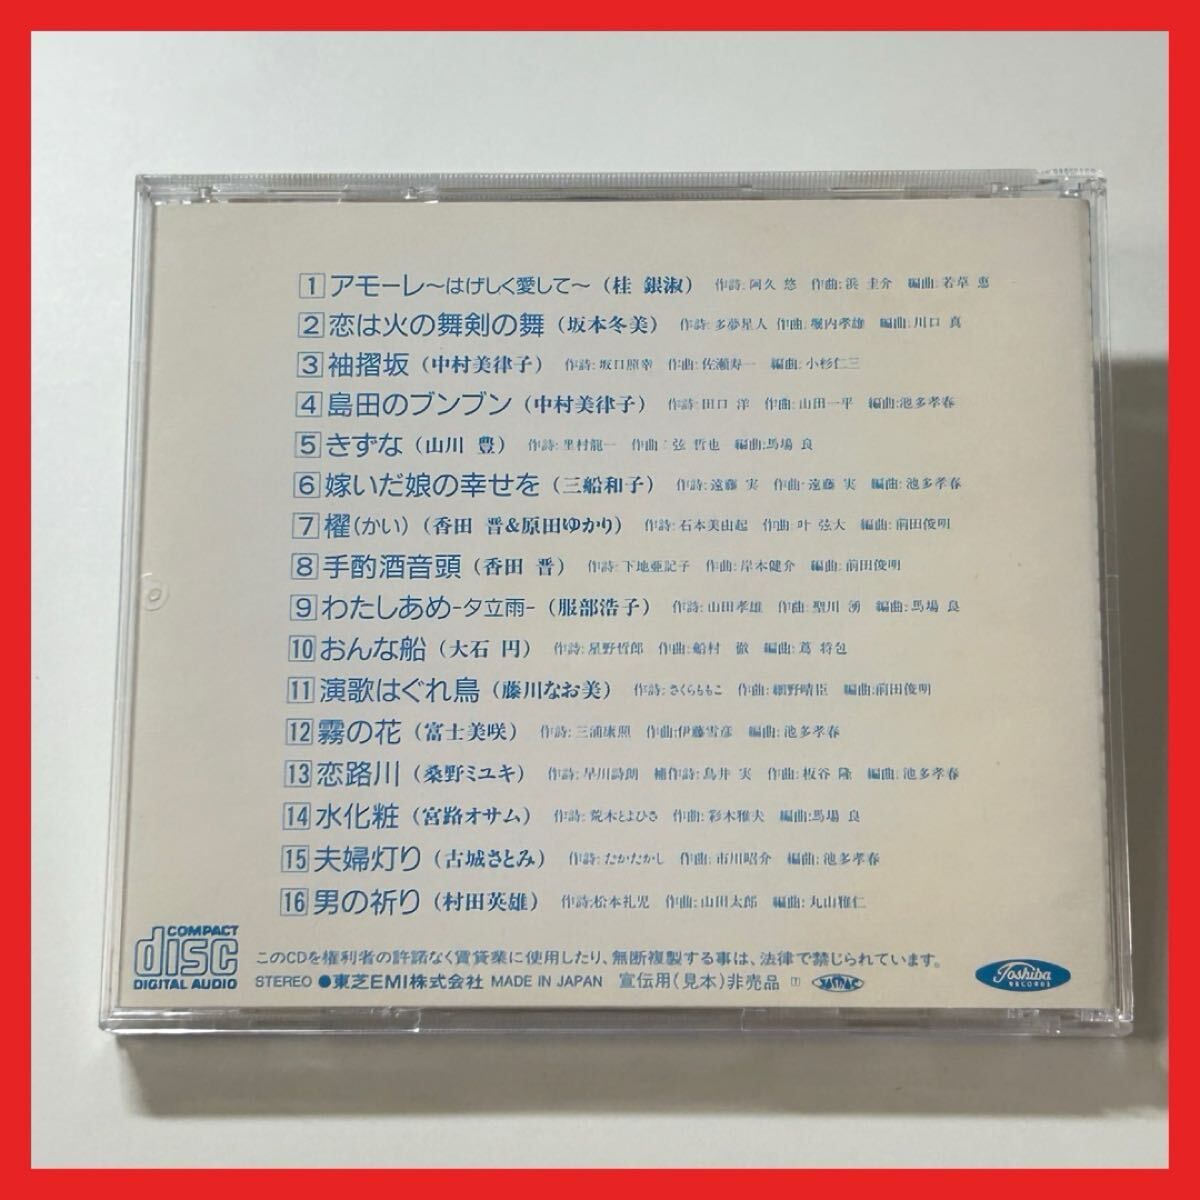 1 アモーレ～はげしく愛して～（桂 銀淑） 作詩:阿久 悠 作曲:浜 圭介 編曲:若草 恵
2 恋は火の舞剣の舞（坂本冬美） 作詩:多夢星人 作曲:堀内孝雄 編曲:川口 真
3 袖摺坂（中村美律子） 作詩:坂口照幸 作曲:佐瀬寿一 編曲:小杉仁三
4 島田のブンブン（中村美律子） 作詩:田口 洋 作曲:山田一平 編曲:池多孝春
5 きずな（山川 豊） 作詩:里村龍一 作曲:弦 哲也 編曲:馬場 良
6 嫁いだ娘の幸せを（三船和子） 作詩:遠藤 実 作曲:遠藤 実 編曲:池多孝春
7 櫂（かい）（香田 晋&原田ゆかり） 作詩:石本美由起 作曲:叶 弦大 編曲:前田俊明
8 手酌酒音頭（香田 晋） 作詩:下地亜記子 作曲:岸本健介 編曲:前田俊明
9 わたしあめ-夕立雨-（服部浩子） 作詩:山田孝雄 作曲:聖川 湧 編曲:馬場 良
10 おんな船（大石 円） 作詩:星野哲郎 作曲:船村 徹 編曲:蔦 将包
11 演歌はぐれ鳥（藤川なお美） 作詩:さくらももこ 作曲:細野晴臣 編曲:前田俊明
12 霧の花（富士美咲） 作詩:三浦康照 作曲:伊藤雪彦 編曲:池多孝春
13 恋路川（桑野ミユキ） 作詩:早川詩朗 補作詩:鳥井 実 作曲:板谷 隆 編曲:池多孝春
14 水化粧（宮路オサム） 作詩:荒木とよひさ 作曲:彩木雅夫 編曲:馬場 良
15 夫婦灯り（古城さとみ） 作詩:たかたかし 作曲:市川昭介 編曲:池多孝春
16 男の祈り（村田英雄） 作詩:松本礼児 作曲:山田太郎 編曲:丸山雅仁
COMPACT
disc
DIGITAL AUDIO
このCDを権利者の許諾なく賃貸業に使用したり、無断複製する事は、法律で禁じられています。
STEREO ●東芝EMI株式会社 MADE IN JAPAN 宣伝用（見本）非売品 JASRAC
Toshiba
RECORDS